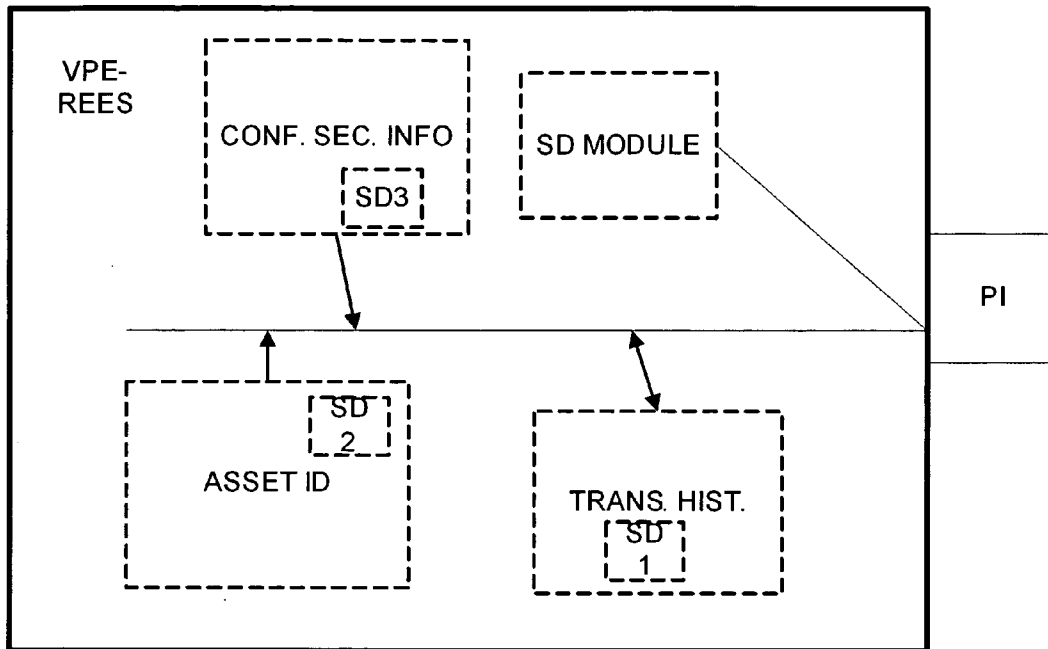 VPE-
REES
CONF. SEC. INFO
SD3
SD MODULE
PI
SD
2
ASSET ID
TRANS. HIST.
SD
1